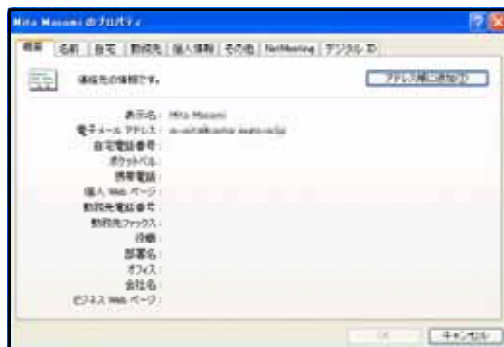 Mita Masami のプロパティ
概要 名前 自宅 勤務先 個人情報 その他 NetMeeting デジタル ID
連絡先の情報です。 アドレス帳に追加(I)
表示名: Mita Masami
電子メール アドレス:
自宅電話番号:
ポケットベル:
携帯電話:
個人 Web ページ:
勤務先電話番号:
勤務先ファックス:
役職:
部署名:
オフィス:
会社名:
ビジネス Web ページ:
OK キャンセル